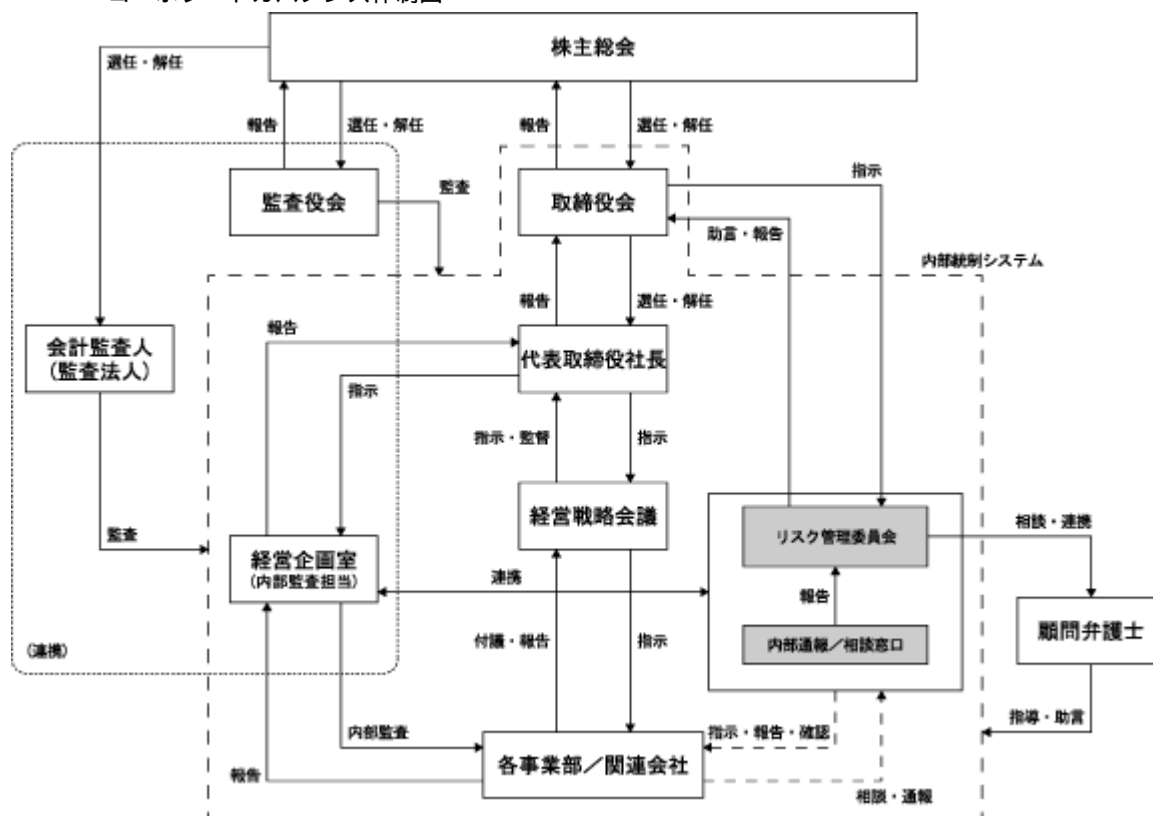 株主総会
選任・解任
報告
選任・解任
報告
選任・解任
監査役会
監査
取締役会
指示
助言・報告
内部統制システム
報告
選任・解任
報告
会計監査人
(監査法人)
代表取締役社長
指示
指示・監督
指示
経営戦略会議
リスク管理委員会
相談・連携
監査
経営企画室
(内部監査担当)
連携
報告
顧問弁護士
(連携)
付議・報告
指示
内部通報/相談窓口
内部監査
指示・報告・確認
指導・助言
各事業部/関連会社
報告
相談・通報